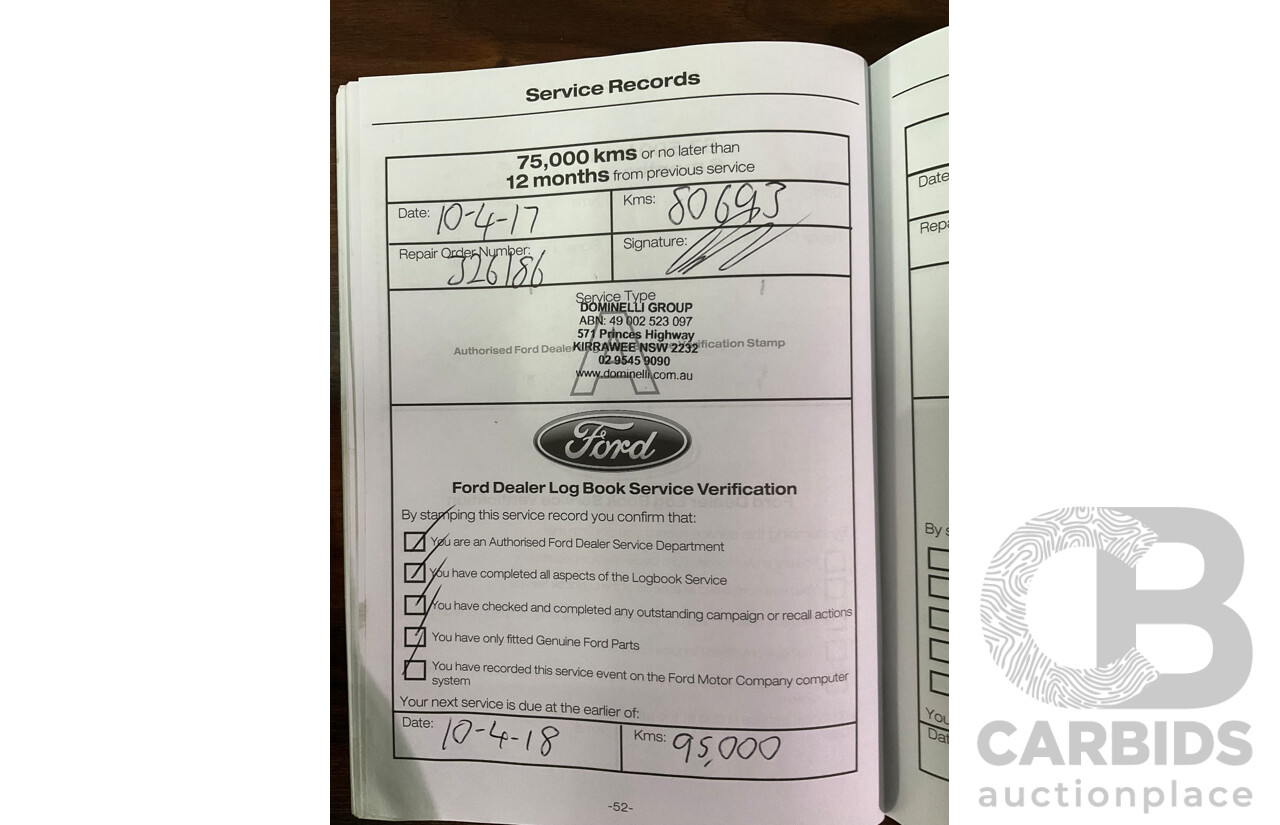 Service Records
75,000 kms or no later than
12 months from previous service
Date: 10-4-17
Kms: 80693
Repair Order Number: 326186
Signature:
Service Type
A
DOMINELLI GROUP
ABN: 49 002 523 097
571 Princes Highway
KIRRAWEE NSW 2232
02 9545 9090
www.dominelli.com.au
Authorised Ford Dealer Verification Stamp
Ford
Ford Dealer Log Book Service Verification
By stamping this service record you confirm that:
You are an Authorised Ford Dealer Service Department
You have completed all aspects of the Logbook Service
You have checked and completed any outstanding campaign or recall actions
You have only fitted Genuine Ford Parts
You have recorded this service event on the Ford Motor Company computer
system
Your next service is due at the earlier of:
Date: 10-4-18
Kms: 95,000
-52-
Date
By
CB
CARBIDS
auctionplace